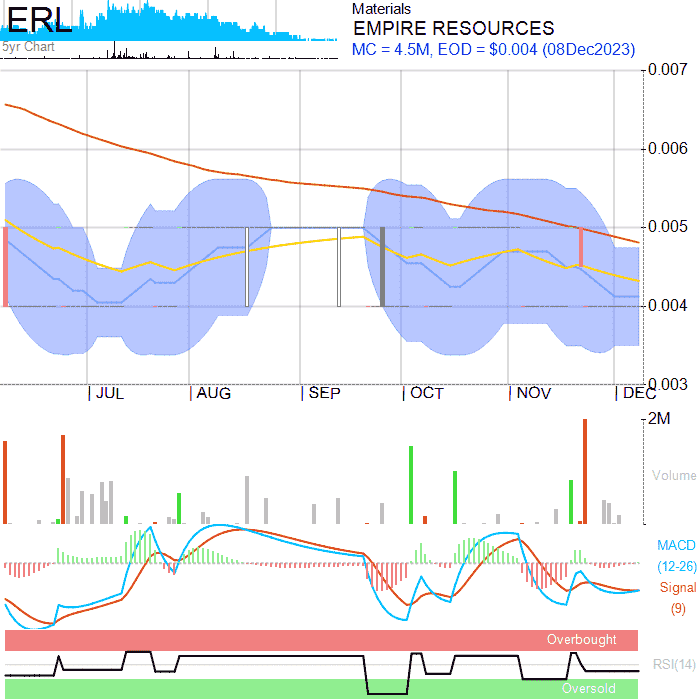 ERL
5yr Chart
Materials
EMPIRE RESOURCES
MC = 4.5M, EOD = $0.004 (08Dec2023)
0.007
0.006
0.005
0.004
0.003
JUL AUG SEP OCT NOV DEC
2M
Volume
MACD
(12-26)
Signal
(9)
Overbought
RSI(14)
Oversold